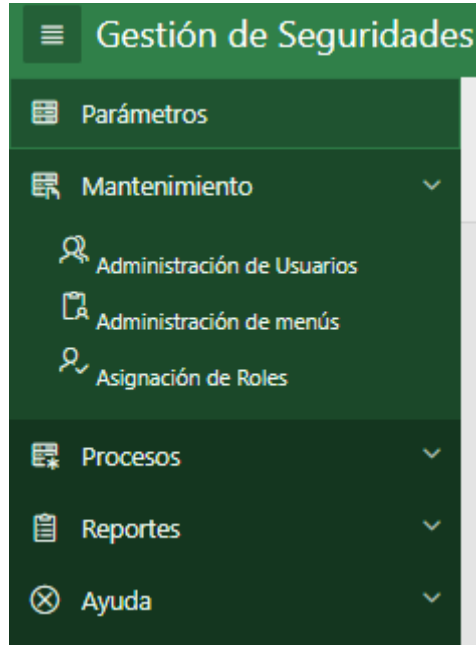 Gestión de Seguridades
Parámetros
Mantenimiento
Administración de Usuarios
Administración de menús
Asignación de Roles
Procesos
Reportes
Ayuda